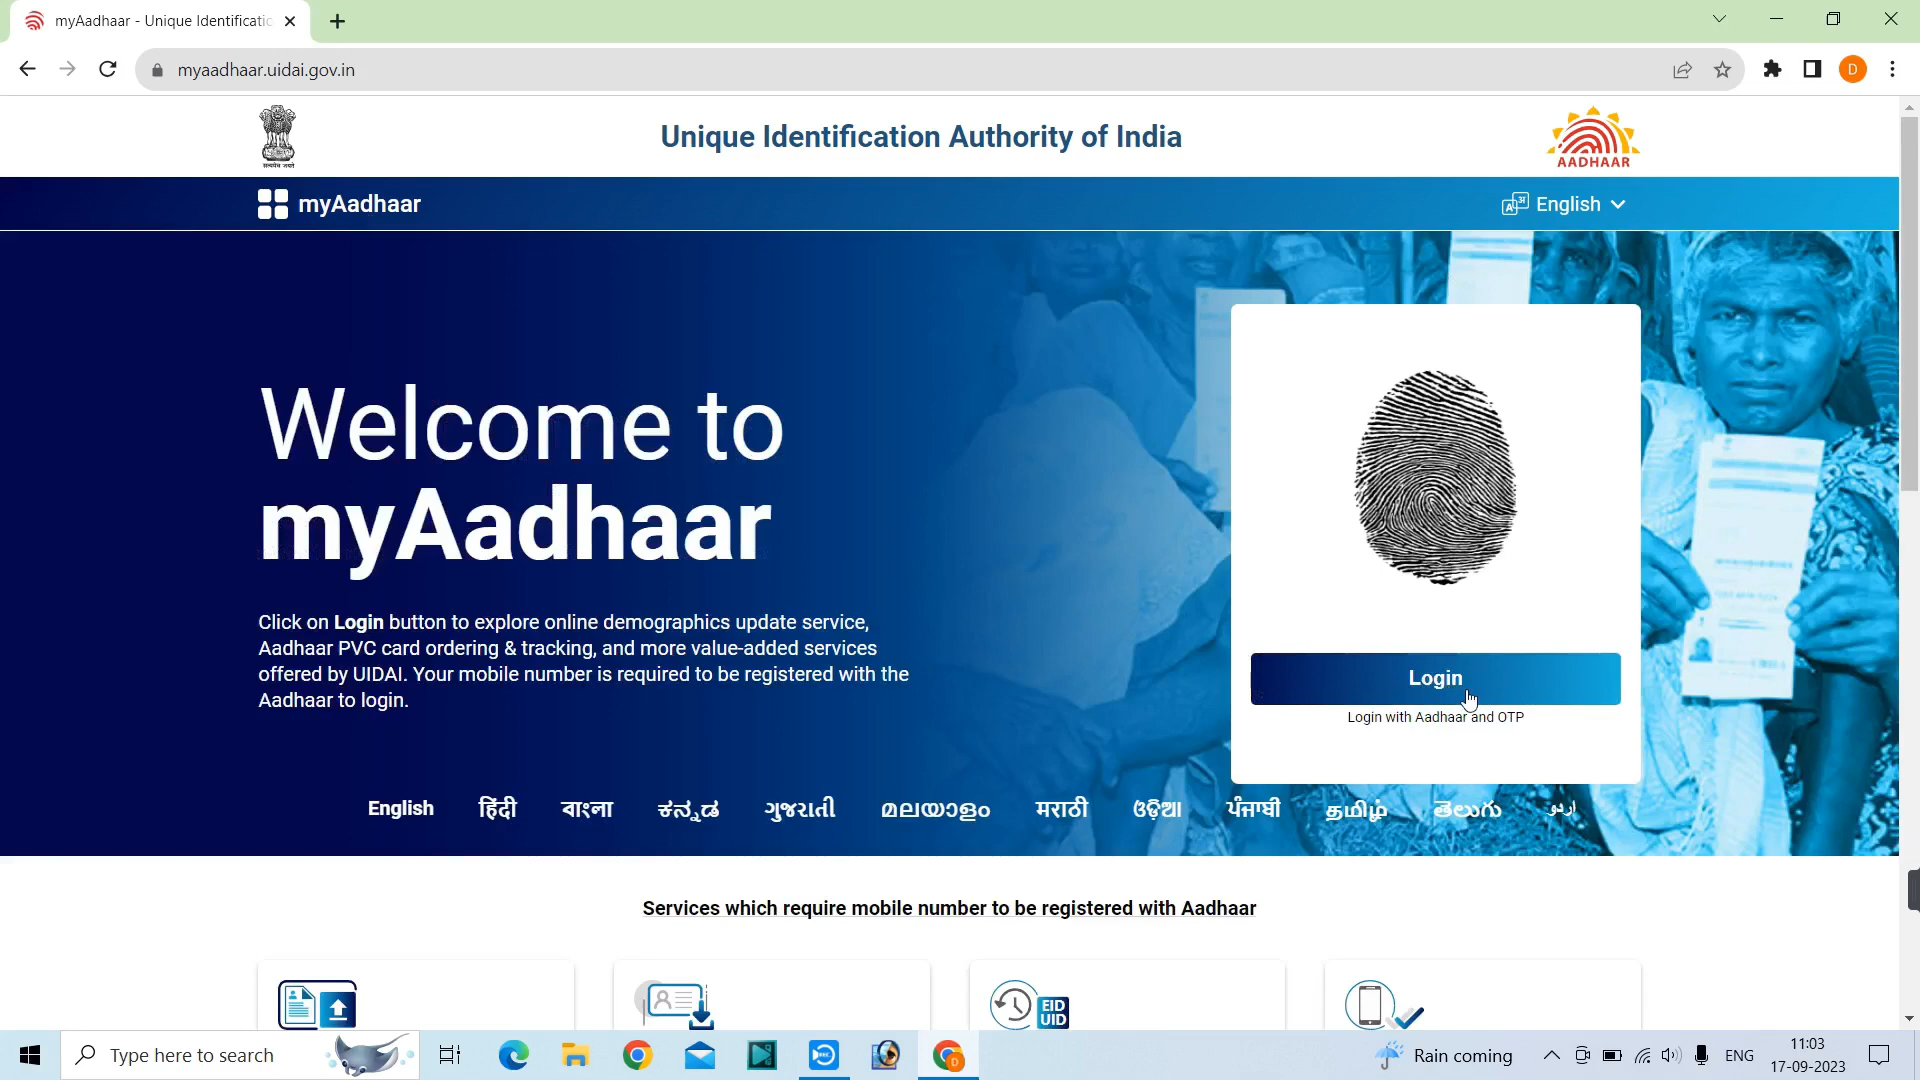 myAadhaar - Unique Identificatic
myaadhaar.uidai.gov.in
D
सत्यमेव जयते
Unique Identification Authority of India
AADHAAR
myAadhaar
English
Welcome to
myAadhaar
Click on Login button to explore online demographics update service,
Aadhaar PVC card ordering & tracking, and more value-added services
offered by UIDAI. Your mobile number is required to be registered with the
Aadhaar to login.
Login
Login with Aadhaar and OTP
English हिंदी বাংলা ಕನ್ನಡ ગુજરાતી മലയാളം मराठी ଓଡ଼ିଆ ਪੰਜਾਬੀ தமிழ் తెలుగు اردو
Services which require mobile number to be registered with Aadhaar
EID
UID
Type here to search
Rain coming
ENG
11:03
17-09-2023
D